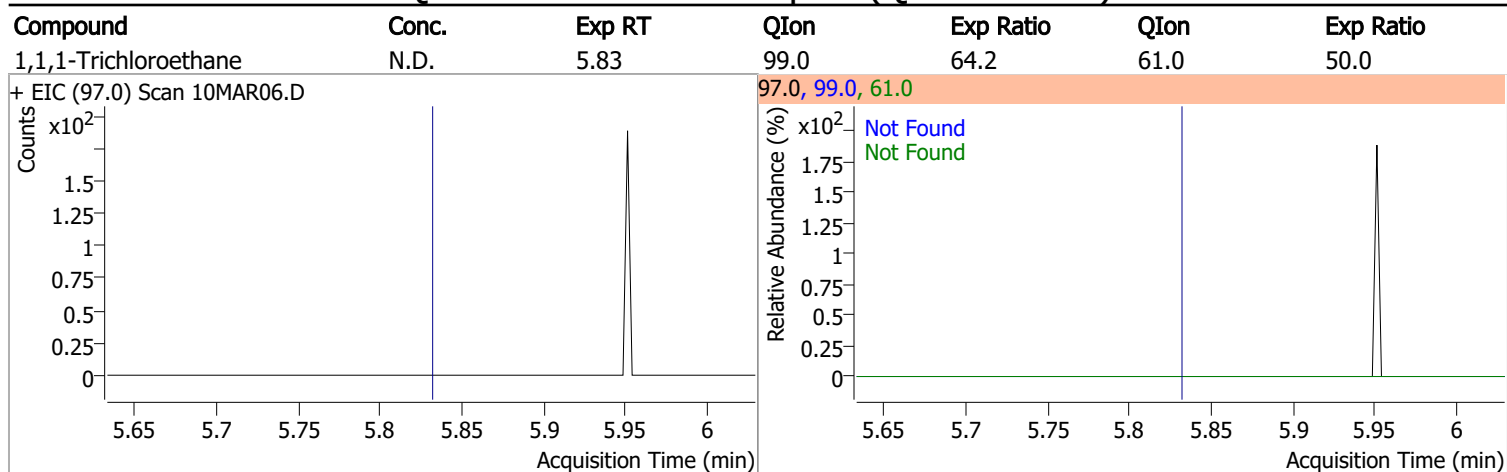 Compound Conc. Exp RT QIon Exp Ratio QIon Exp Ratio
1,1,1-Trichloroethane N.D. 5.83 99.0 64.2 61.0 50.0
+ EIC (97.0) Scan 10MAR06.D
Counts
x10²
1.5
1.25
1
0.75
0.5
0.25
0
5.65 5.7 5.75 5.8 5.85 5.9 5.95 6
Acquisition Time (min)
97.0, 99.0, 61.0
Relative Abundance (%)
x10²
Not Found
Not Found
1.75
1.5
1.25
1
0.75
0.5
0.25
0
5.65 5.7 5.75 5.8 5.85 5.9 5.95 6
Acquisition Time (min)